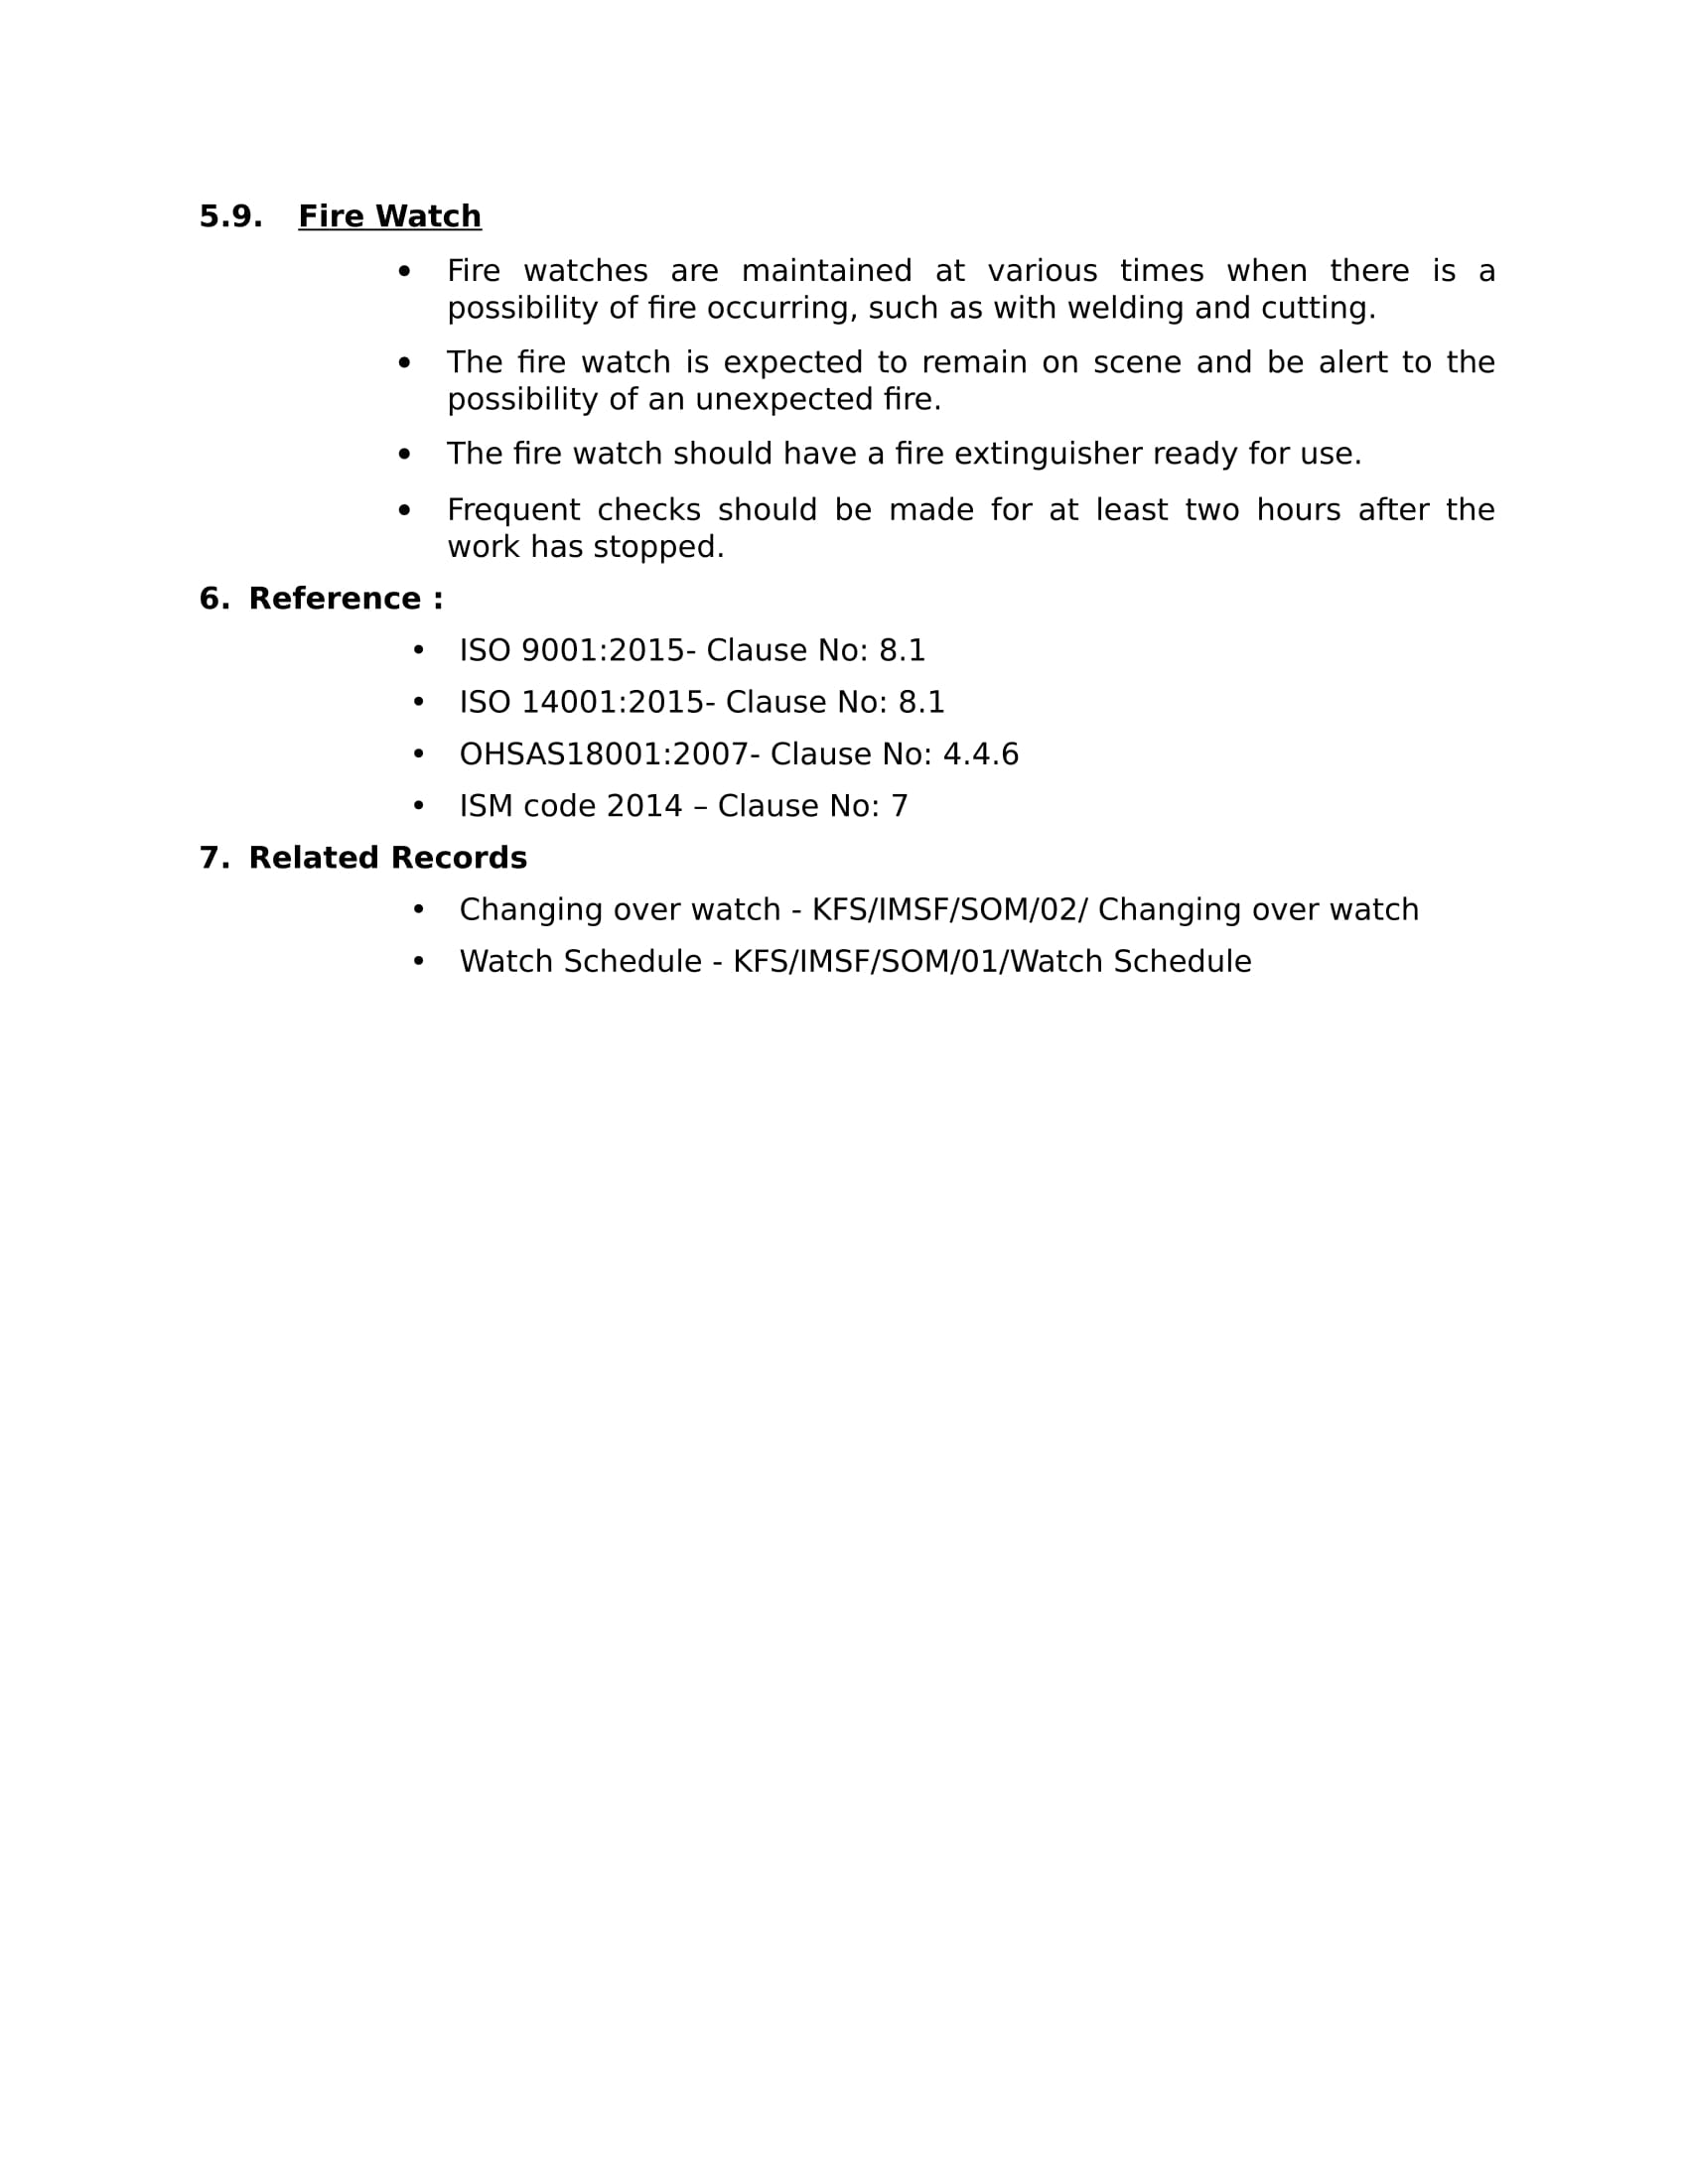 5.9. Fire Watch
• Fire watches are maintained at various times when there is a
possibility of fire occurring, such as with welding and cutting.
• The fire watch is expected to remain on scene and be alert to the
possibility of an unexpected fire.
• The fire watch should have a fire extinguisher ready for use.
• Frequent checks should be made for at least two hours after the
work has stopped.
6. Reference :
• ISO 9001:2015- Clause No: 8.1
• ISO 14001:2015- Clause No: 8.1
• OHSAS18001:2007- Clause No: 4.4.6
• ISM code 2014 – Clause No: 7
7. Related Records
• Changing over watch - KFS/IMSF/SOM/02/ Changing over watch
• Watch Schedule - KFS/IMSF/SOM/01/Watch Schedule